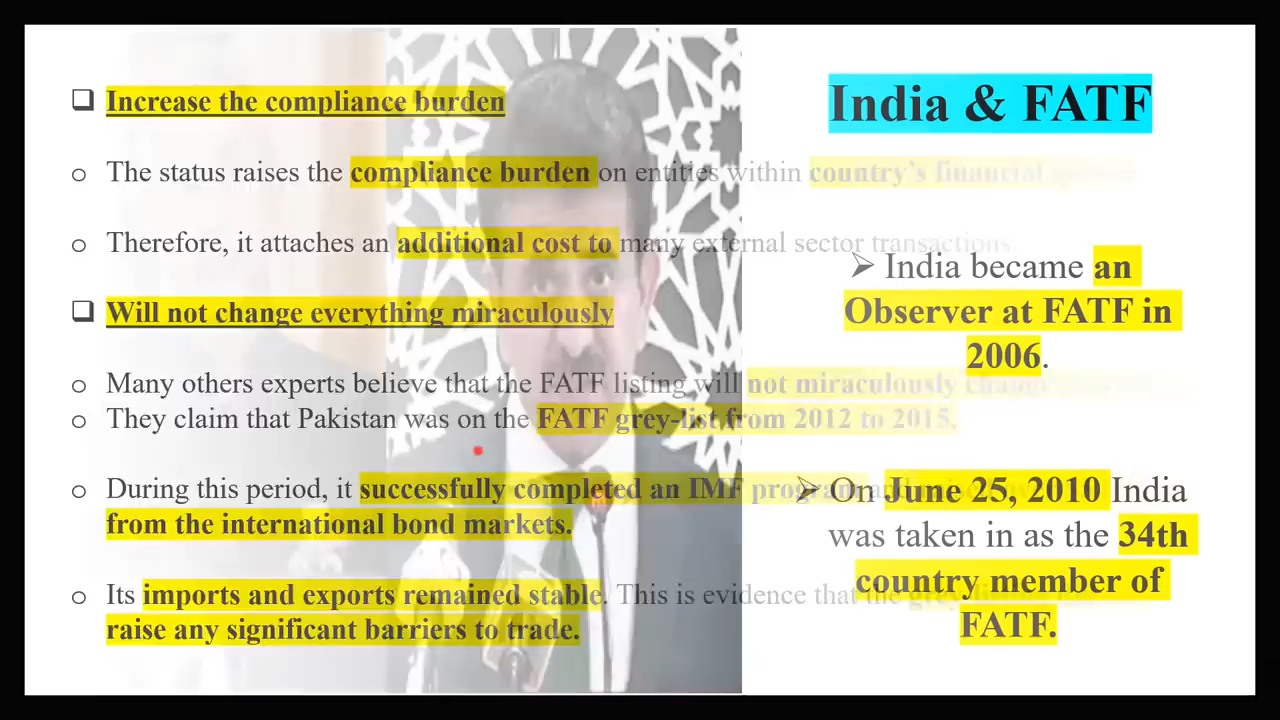 Increase the compliance burden
The status raises the compliance burden on entities within country's financial system
Therefore, it attaches an additional cost to many external sector transactions.
Will not change everything miraculously
Many others experts believe that the FATF listing will not miraculously change
They claim that Pakistan was on the FATF grey-list from 2012 to 2015.
During this period, it successfully completed an IMF program and
from the international bond markets.
Its imports and exports remained stable. This is evidence that the grey
raise any significant barriers to trade.
India & FATF
India became an
Observer at FATF in
2006.
On June 25, 2010 India
was taken in as the 34th
country member of
FATF.